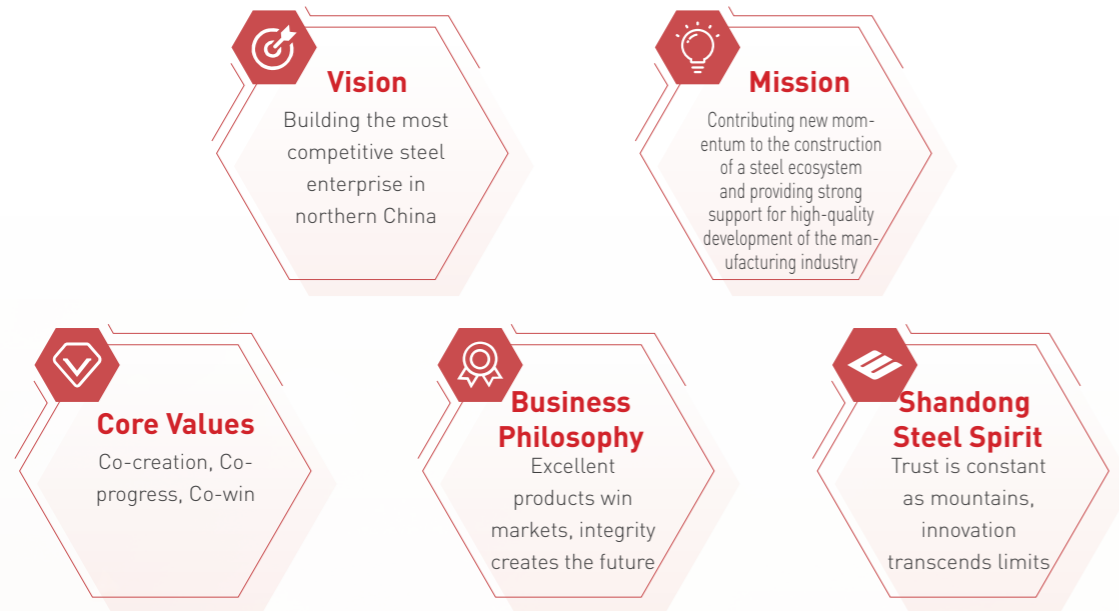 Vision
Building the most
competitive steel
enterprise in
northern China
Mission
Contributing new mom-
entum to the construction
of a steel ecosystem
and providing strong
support for high-quality
development of the man-
ufacturing industry
Core Values
Co-creation, Co-
progress, Co-win
Business
Philosophy
Excellent
products win
markets, integrity
creates the future
Shandong
Steel Spirit
Trust is constant
as mountains,
innovation
transcends limits